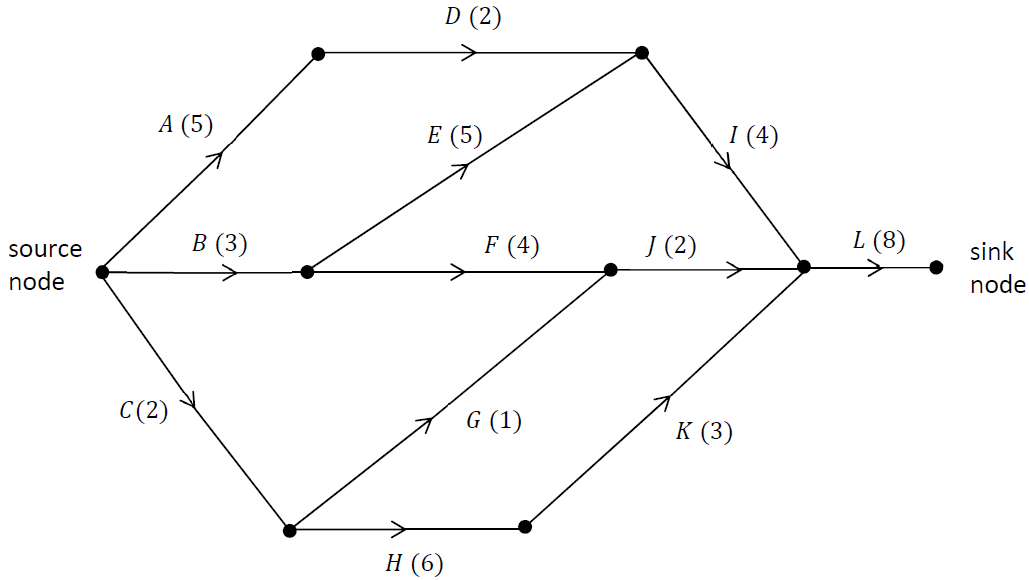 D (2)
A (5)
E (5)
I (4)
source
node
B (3)
F (4)
J (2)
L (8)
sink
node
C(2)
G (1)
K (3)
H (6)